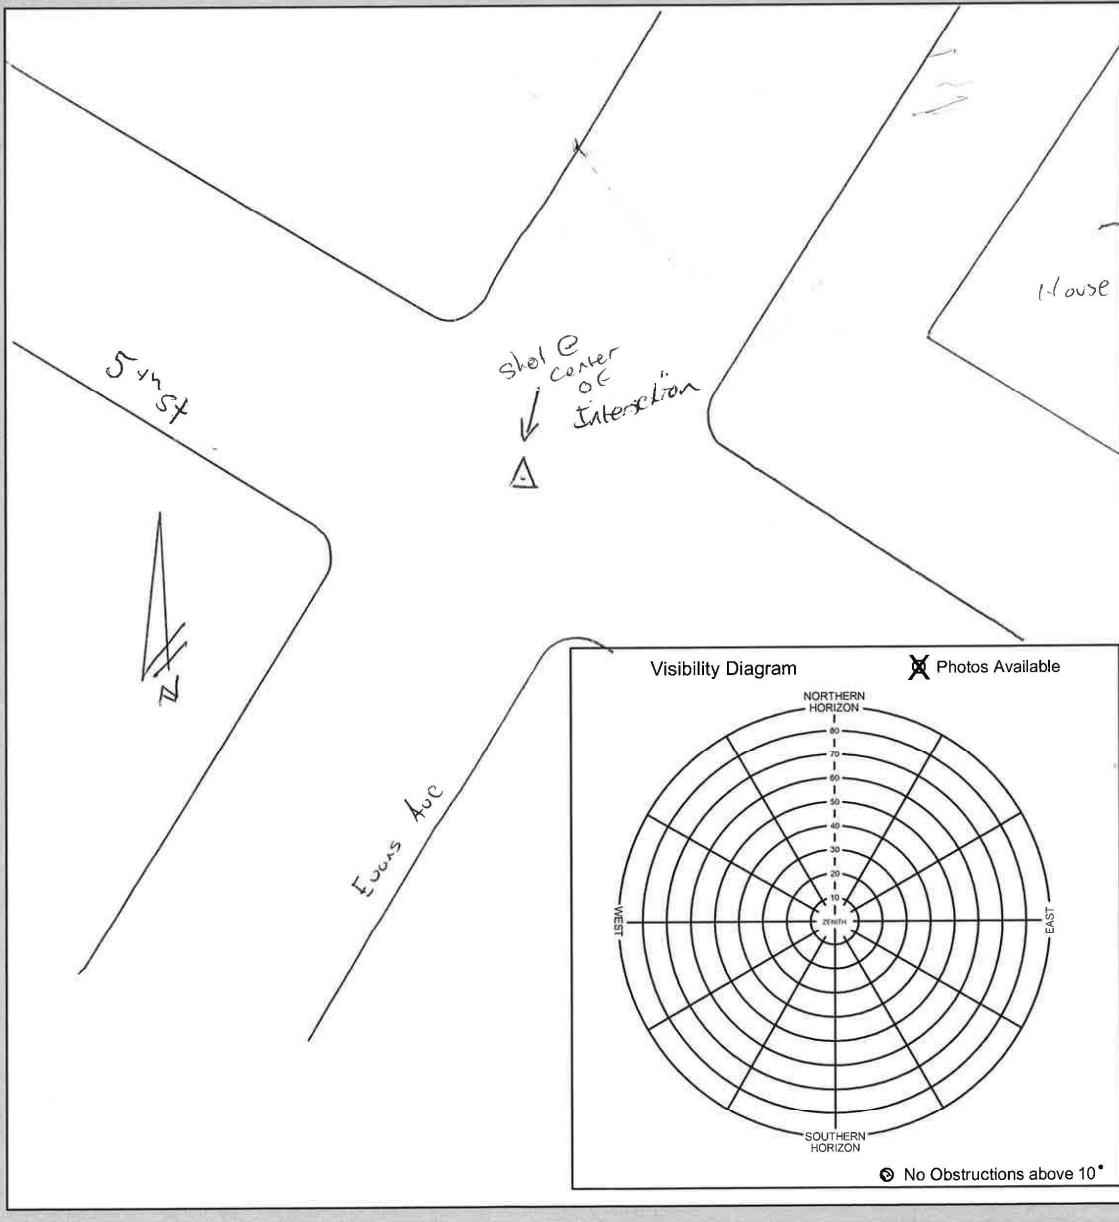 House
Shot @
center
of
Intersection
5th
St
N
Evans Ave
Visibility Diagram
Photos Available
NORTHERN
HORIZON
80
70
60
50
40
30
20
10
ZENITH
WEST
EAST
SOUTHERN
HORIZON
No Obstructions above 10°